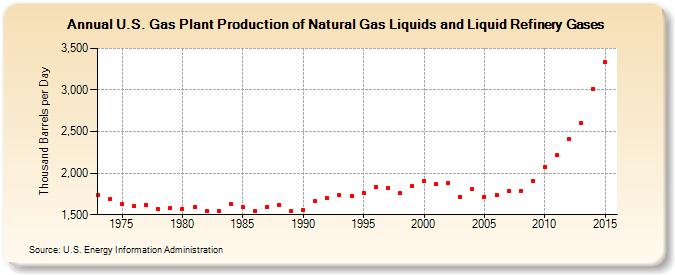 Annual U.S. Gas Plant Production of Natural Gas Liquids and Liquid Refinery Gases
Thousand Barrels per Day
3,500
3,000
2,500
2,000
1,500
1975 1980 1985 1990 1995 2000 2005 2010 2015
Source: U.S. Energy Information Administration